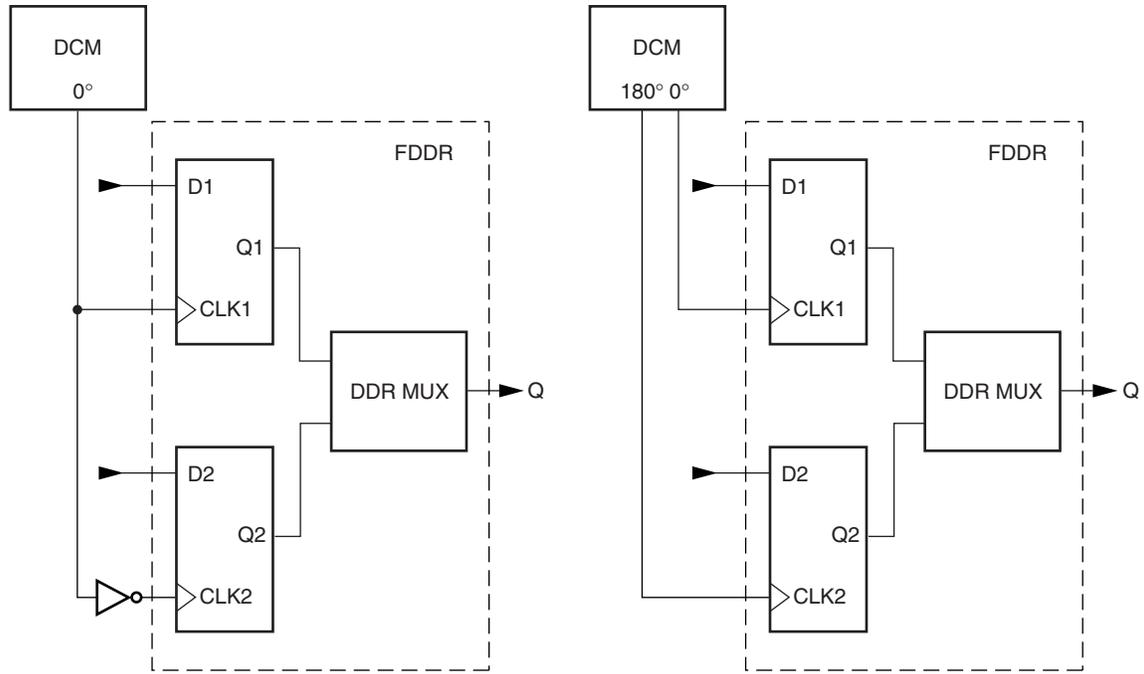 DCM
0°
FDDR
D1
Q1
CLK1
DDR MUX
Q
D2
Q2
CLK2
DCM
180° 0°
FDDR
D1
Q1
CLK1
DDR MUX
Q
D2
Q2
CLK2